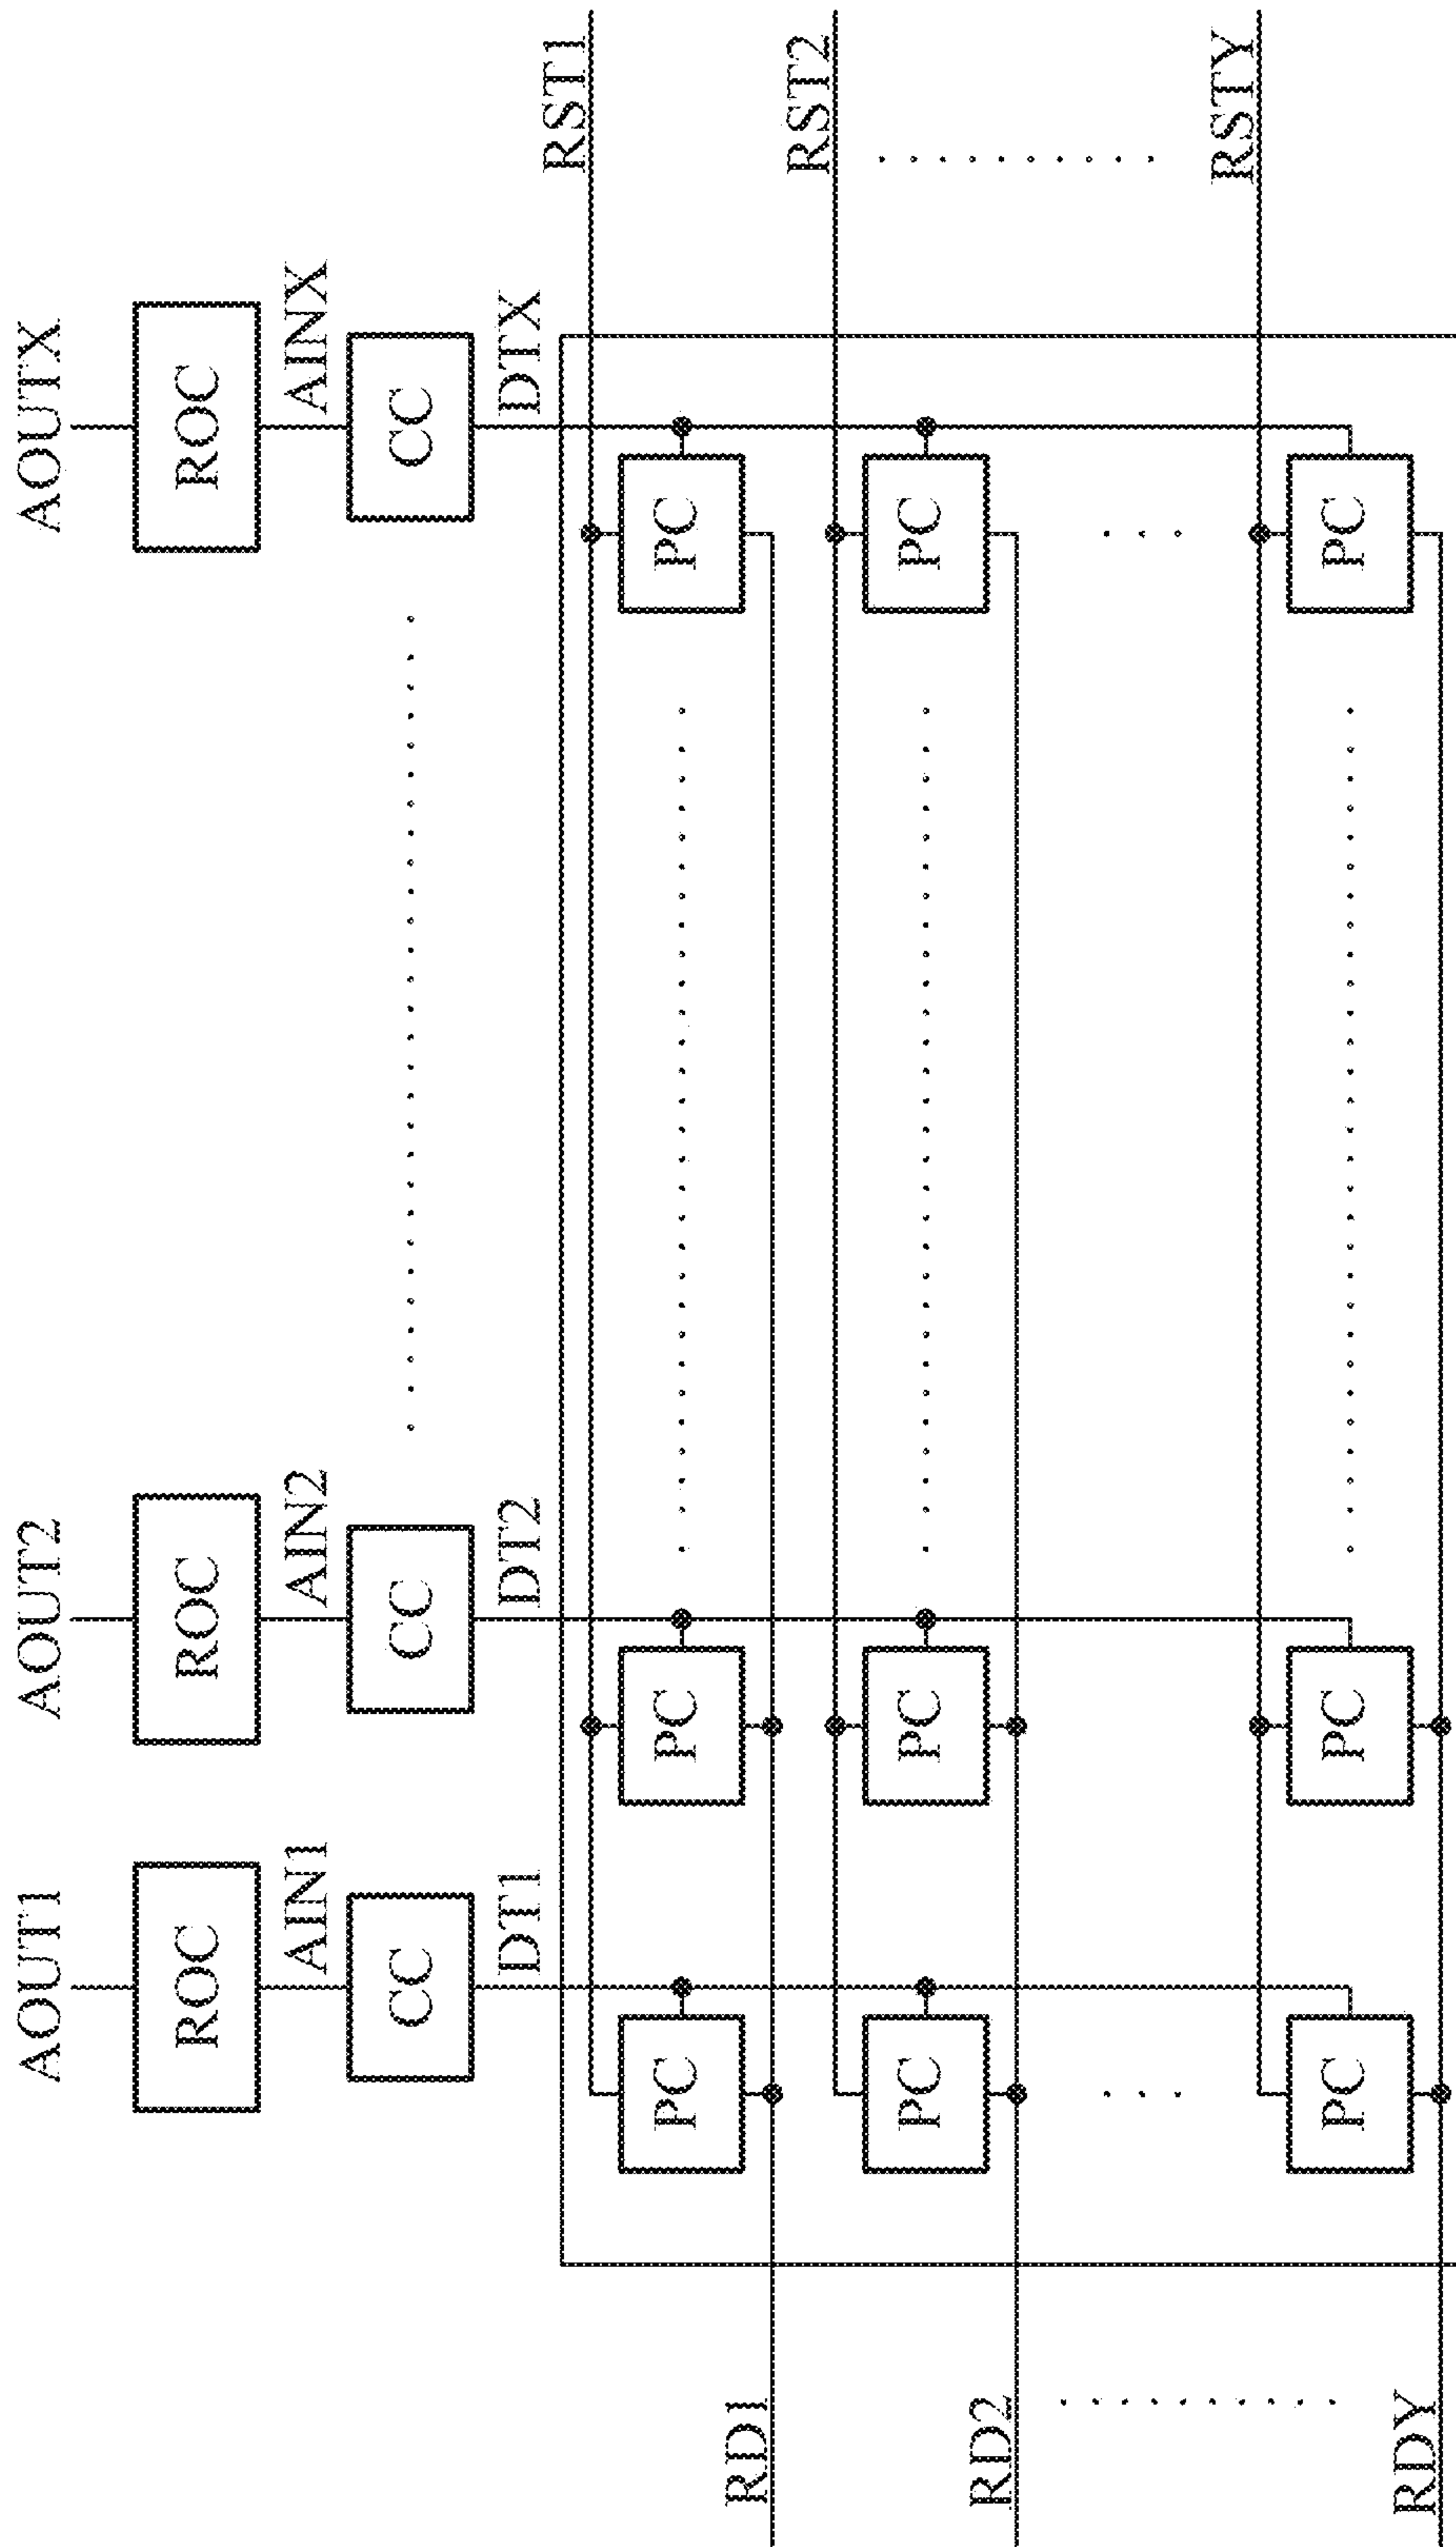 AOUT1
AOUT2
AOUTX
ROC
ROC
ROC
AIN1
AIN2
AINX
CC
CC
CC
DT1
DT2
DTX
RST1
PC
PC
PC
RD1
RST2
PC
PC
PC
RD2
RSTY
PC
PC
PC
RDY